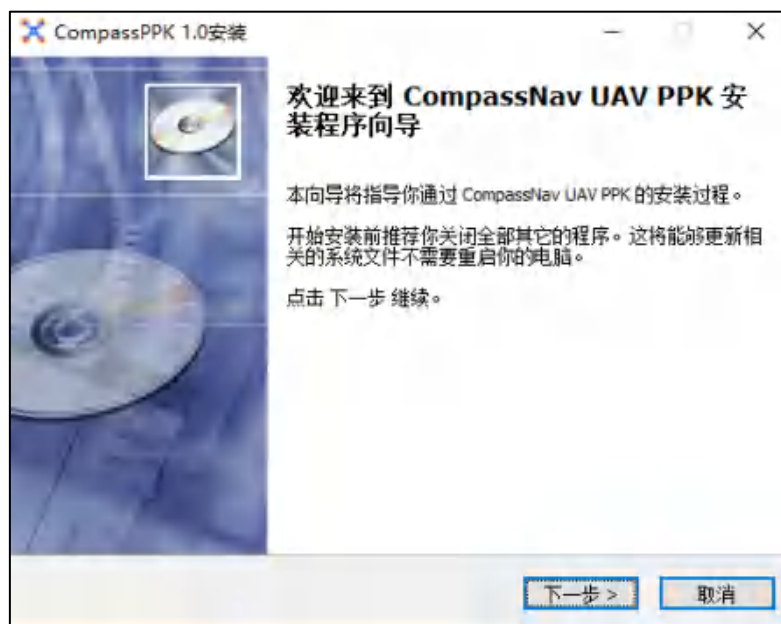 CompassPPK 1.0安装
欢迎来到 CompassNav UAV PPK 安
装程序向导
本向导将指导你通过 CompassNav UAV PPK 的安装过程。
开始安装前推荐你关闭全部其它的程序。这将能够更新相
关的系统文件不需要重启你的电脑。
点击 下一步 继续。
下一步 >
取消